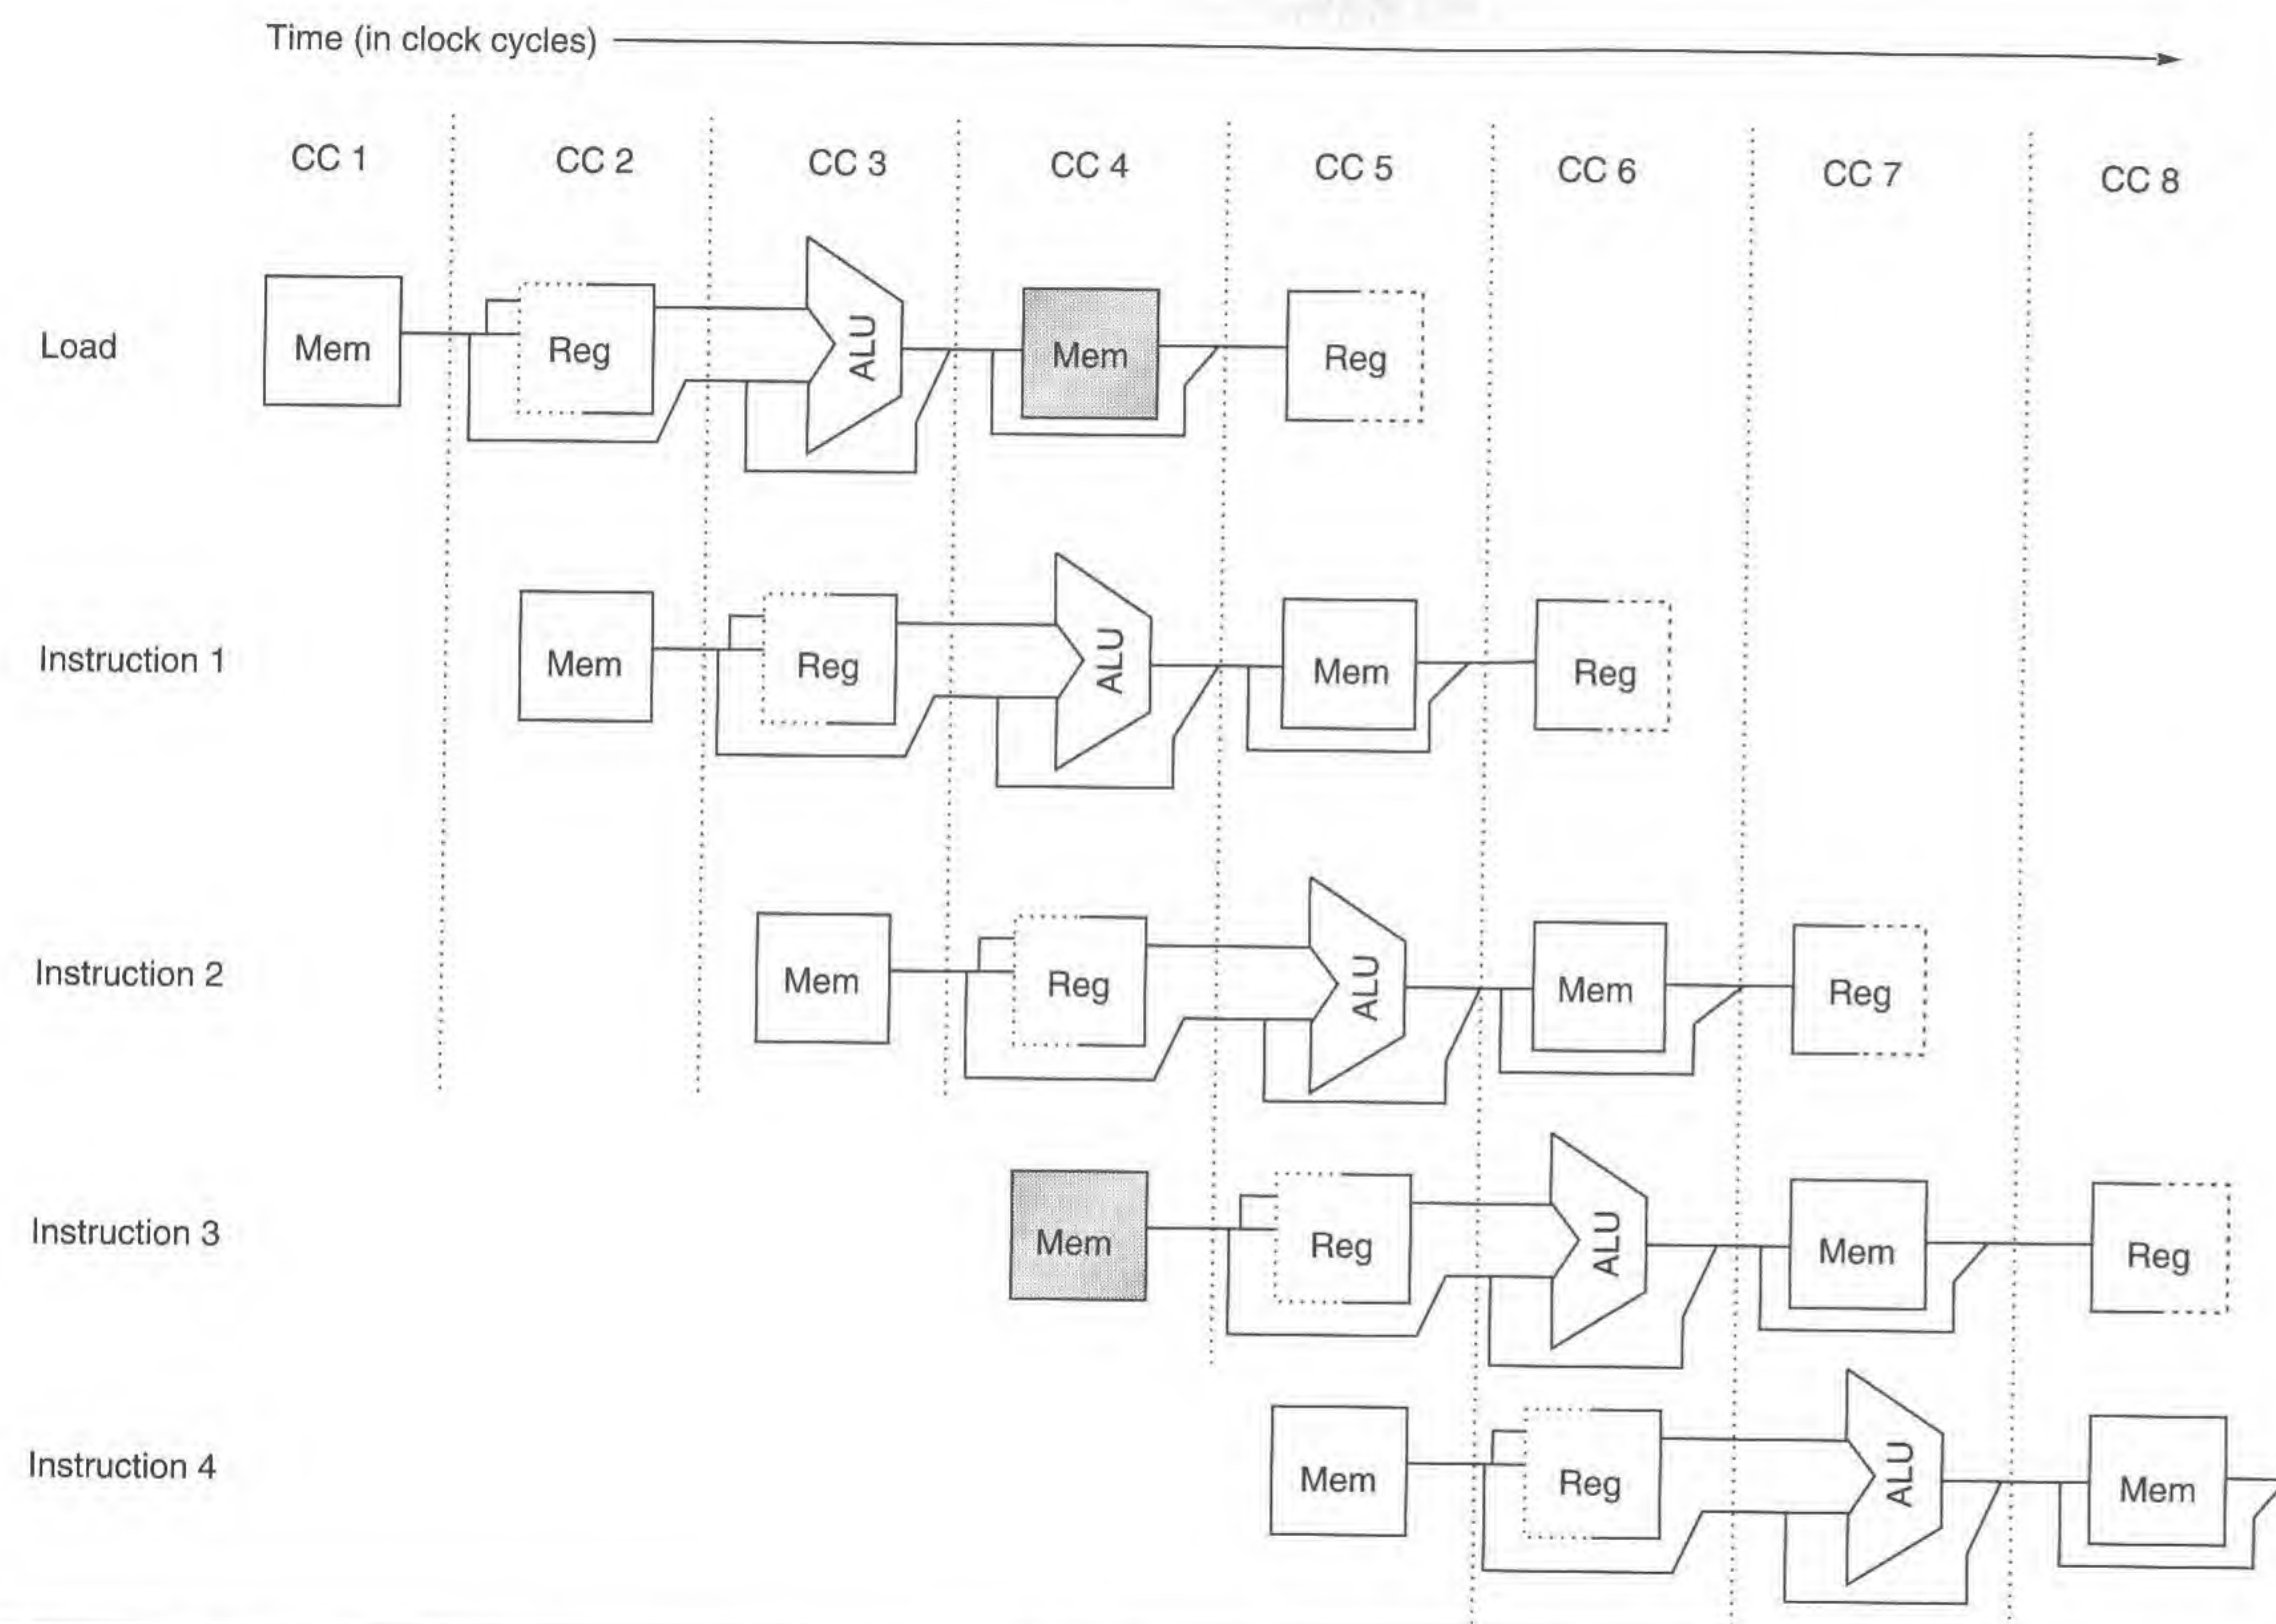 Time (in clock cycles)
CC 1 CC 2 CC 3 CC 4 CC 5 CC 6 CC 7 CC 8
Load Mem Reg ALU Mem Reg
Instruction 1 Mem Reg ALU Mem Reg
Instruction 2 Mem Reg ALU Mem Reg
Instruction 3 Mem Reg ALU Mem Reg
Instruction 4 Mem Reg ALU Mem